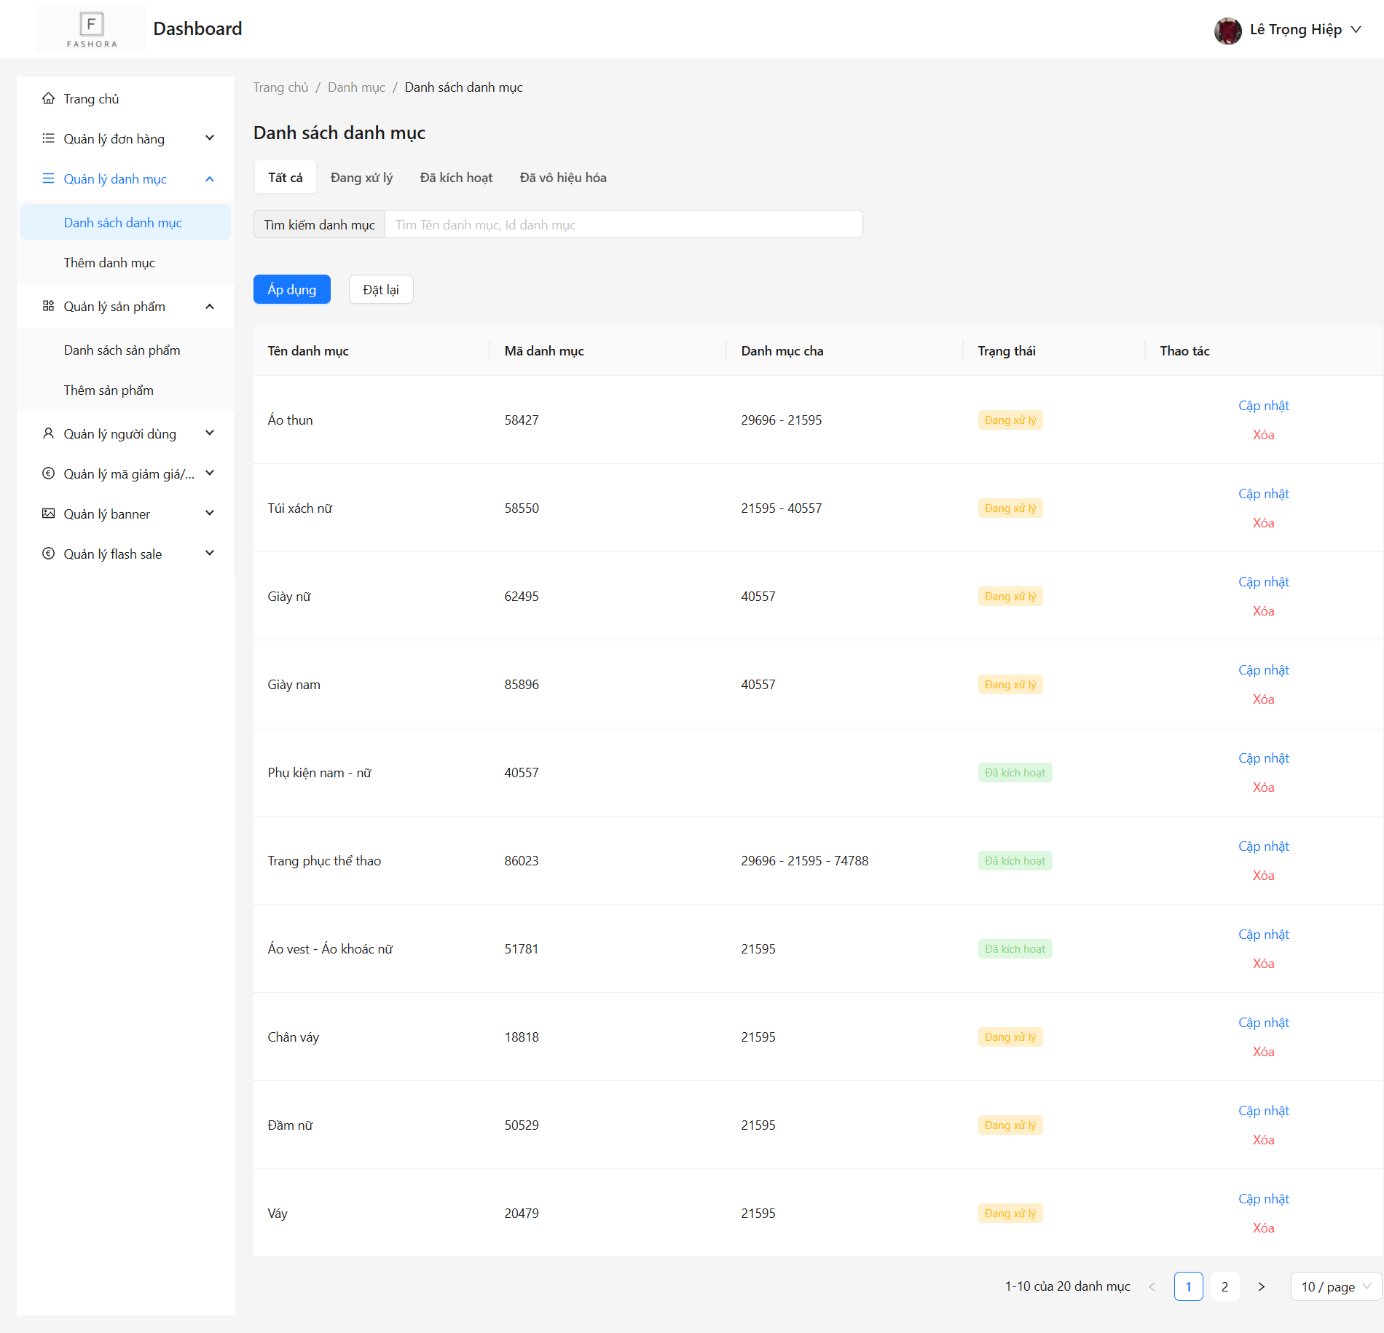 F
FASHORA
Dashboard
Lê Trọng Hiệp
Trang chủ
Quản lý đơn hàng
Quản lý danh mục
Danh sách danh mục
Thêm danh mục
Quản lý sản phẩm
Danh sách sản phẩm
Thêm sản phẩm
Quản lý người dùng
Quản lý mã giảm giá/...
Quản lý banner
Quản lý flash sale
Trang chủ / Danh mục / Danh sách danh mục
Danh sách danh mục
Tất cả Đang xử lý Đã kích hoạt Đã vô hiệu hóa
Tìm kiếm danh mục Tìm Tên danh mục, Id danh mục
Áp dụng Đặt lại
Tên danh mục Mã danh mục Danh mục cha Trạng thái Thao tác
Áo thun 58427 29696 - 21595 Đang xử lý Cập nhật
Xóa
Túi xách nữ 58550 21595 - 40557 Đang xử lý Cập nhật
Xóa
Giày nữ 62495 40557 Đang xử lý Cập nhật
Xóa
Giày nam 85896 40557 Đang xử lý Cập nhật
Xóa
Phụ kiện nam - nữ 40557 Đã kích hoạt Cập nhật
Xóa
Trang phục thể thao 86023 29696 - 21595 - 74788 Đã kích hoạt Cập nhật
Xóa
Áo vest - Áo khoác nữ 51781 21595 Đã kích hoạt Cập nhật
Xóa
Chân váy 18818 21595 Đang xử lý Cập nhật
Xóa
Đầm nữ 50529 21595 Đang xử lý Cập nhật
Xóa
Váy 20479 21595 Đang xử lý Cập nhật
Xóa
1-10 của 20 danh mục < 1 2 > 10 / page